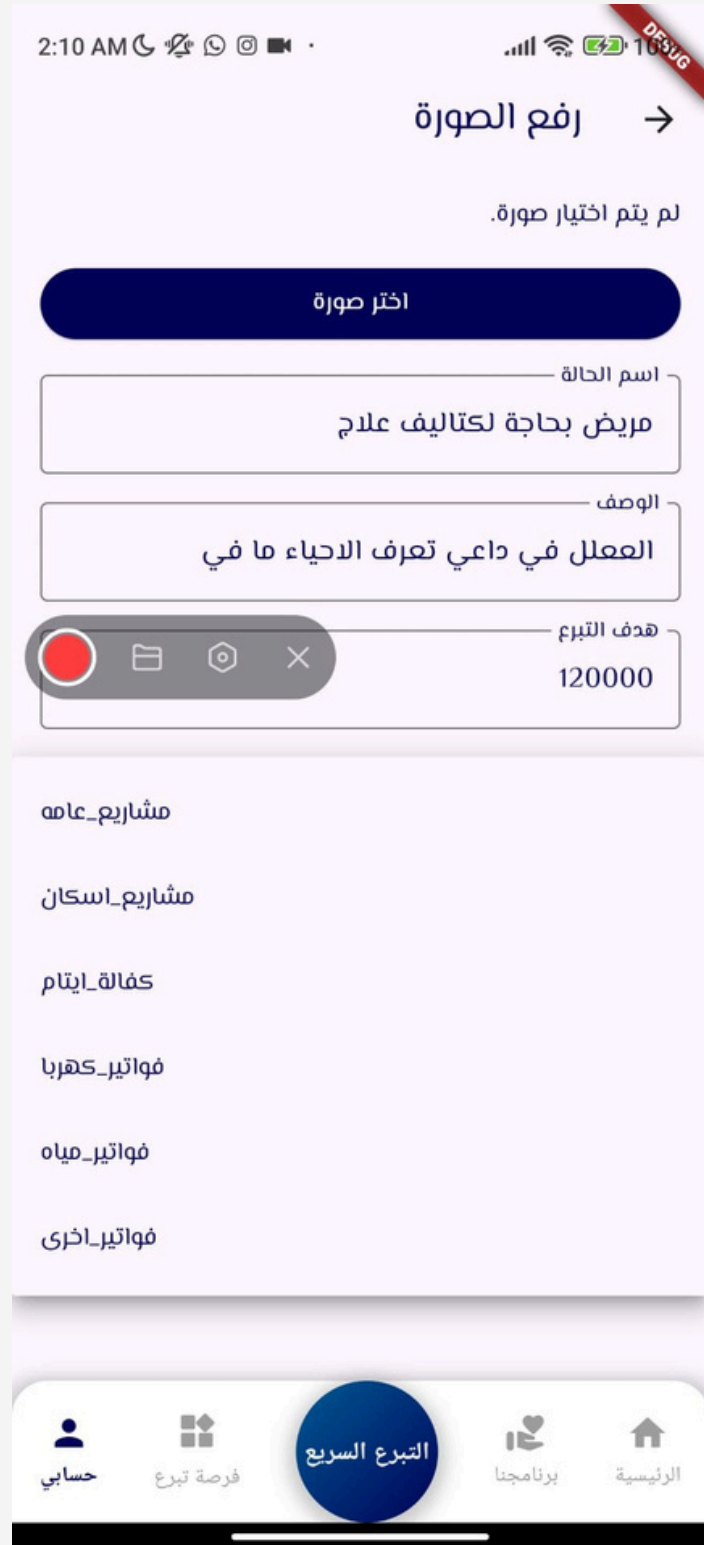 2:10 AM
DEBUG
رفع الصورة
لم يتم اختيار صورة.
اختر صورة
اسم الحالة
مريض بحاجة لكتاليف علاج
الوصف
المعلل في داعي تعرف الاحياء ما في
هدف التبرع
120000
مشاريع_عامه
مشاريع_اسكان
كفالة_ايتام
فواتير_كهربا
فواتير_مياه
فواتير_اخرى
الرئيسية
برنامجنا
التبرع السريع
فرصة تبرع
حسابي